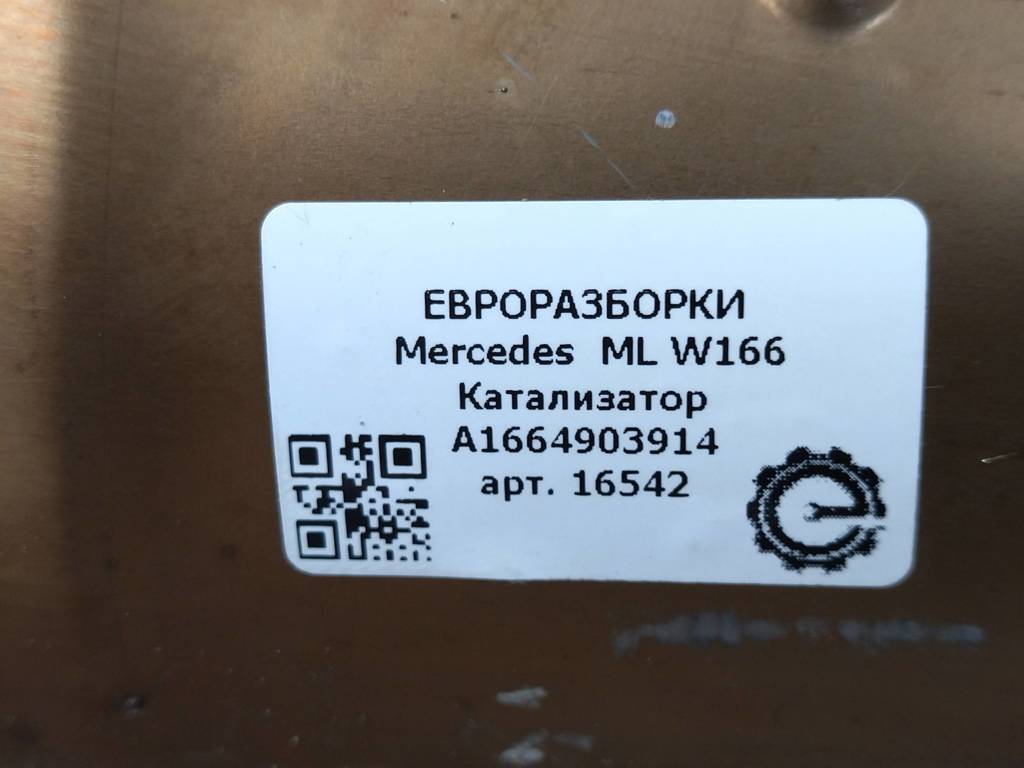 ЕВРОРАЗБОРКИ
Mercedes ML W166
Катализатор
A1664903914
арт. 16542